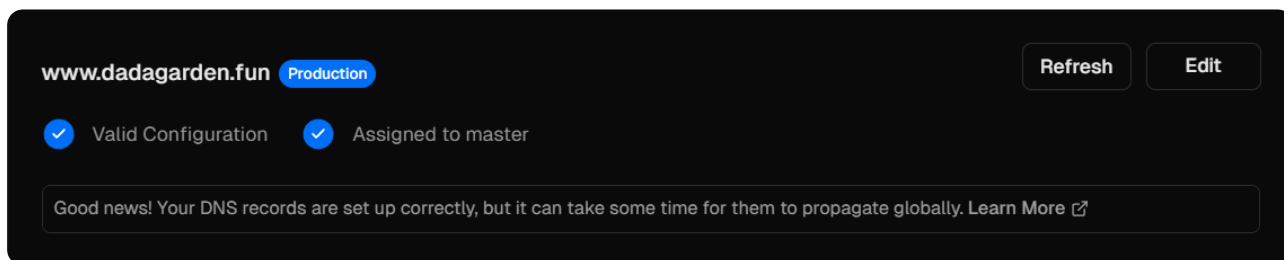 www.dadagarden.fun Production
Refresh
Edit
Valid Configuration
Assigned to master
Good news! Your DNS records are set up correctly, but it can take some time for them to propagate globally. Learn More